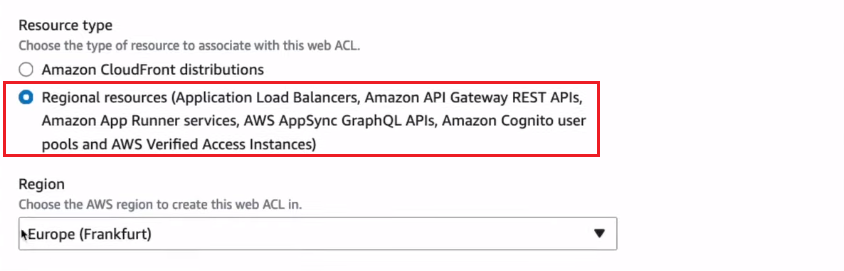 Resource type
Choose the type of resource to associate with this web ACL.
Amazon CloudFront distributions
Regional resources (Application Load Balancers, Amazon API Gateway REST APIs,
Amazon App Runner services, AWS AppSync GraphQL APIs, Amazon Cognito user
pools and AWS Verified Access Instances)
Region
Choose the AWS region to create this web ACL in.
Europe (Frankfurt)